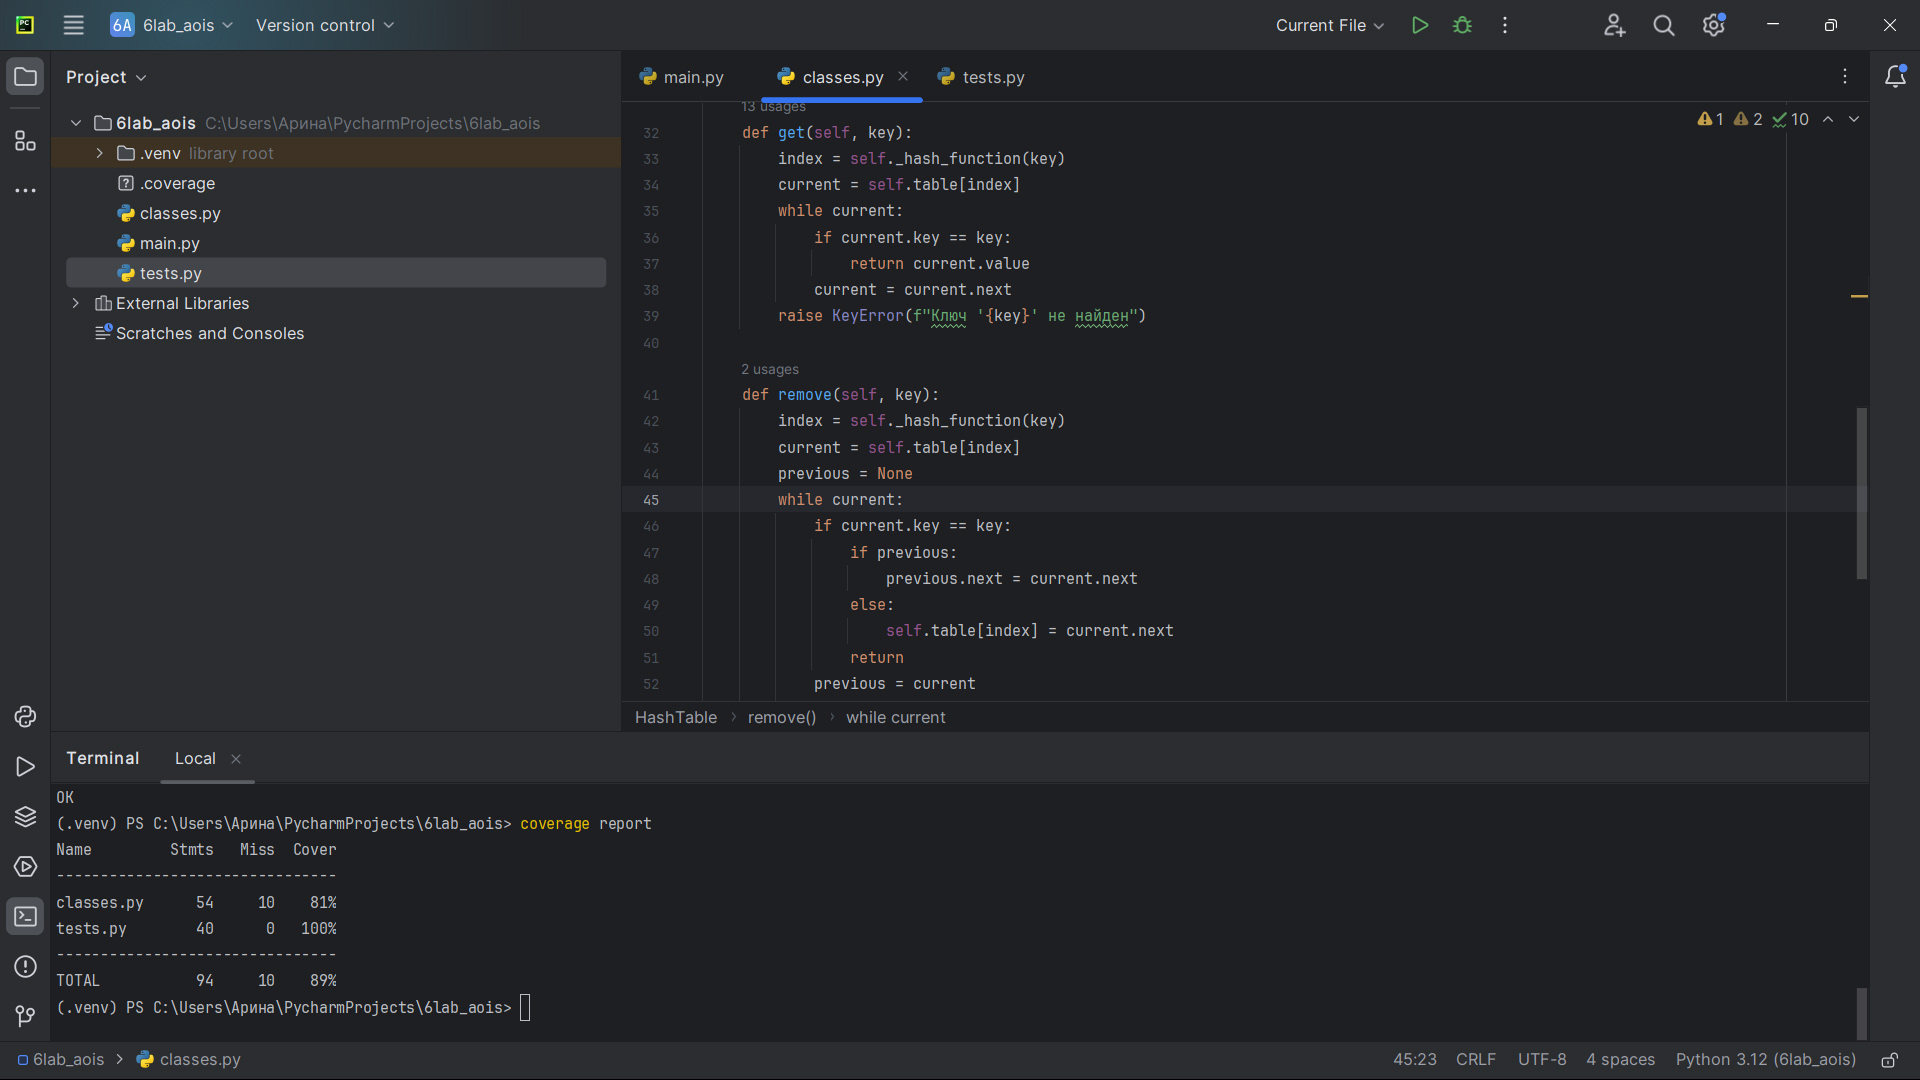 6A 6lab_aois Version control Current File
Project
main.py classes.py tests.py
6lab_aois C:\Users\Арина\PycharmProjects\6lab_aois
.venv library root
.coverage
classes.py
main.py
tests.py
External Libraries
Scratches and Consoles
1 2 10
13 usages
32 def get(self, key):
33 index = self._hash_function(key)
34 current = self.table[index]
35 while current:
36 if current.key == key:
37 return current.value
38 current = current.next
39 raise KeyError(f"Ключ '{key}' не найден")
40
2 usages
41 def remove(self, key):
42 index = self._hash_function(key)
43 current = self.table[index]
44 previous = None
45 while current:
46 if current.key == key:
47 if previous:
48 previous.next = current.next
49 else:
50 self.table[index] = current.next
51 return
52 previous = current
HashTable › remove() › while current
Terminal Local
OK
(.venv) PS C:\Users\Арина\PycharmProjects\6lab_aois> coverage report
Name Stmts Miss Cover
--------------------------------
classes.py 54 10 81%
tests.py 40 0 100%
--------------------------------
TOTAL 94 10 89%
(.venv) PS C:\Users\Арина\PycharmProjects\6lab_aois>
6lab_aois > classes.py 45:23 CRLF UTF-8 4 spaces Python 3.12 (6lab_aois)